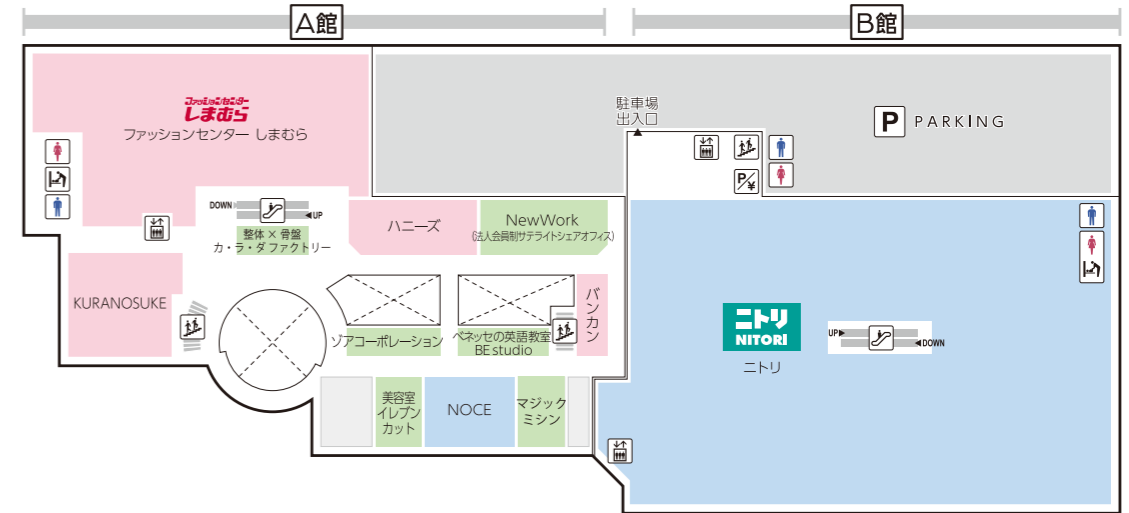 A館
B館
ファッションセンター
しまむら
ファッションセンター しまむら
駐車場
出入口
P PARKING
P/¥
DOWN
UP
整体 × 骨盤
カ・ラ・ダ ファクトリー
ハニーズ
NewWork
(法人会員制サテライトシェアオフィス)
KURANOSUKE
ゾアコーポレーション
ベネッセの英語教室
BE studio
バンカン
ニトリ
NITORI
ニトリ
UP
DOWN
美容室
イレブン
カット
NOCE
マジック
ミシン